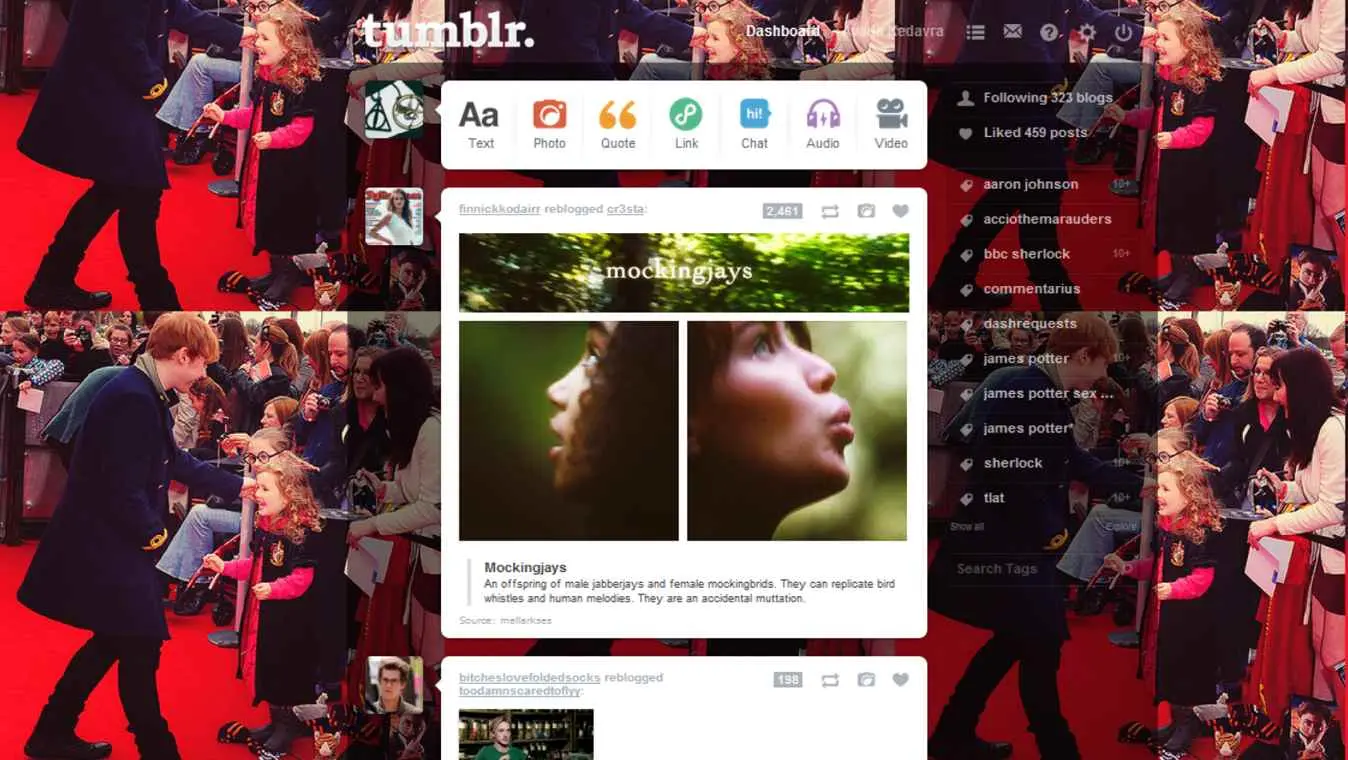 tumblr.
Dashboard
Kedavra
Aa
hi!
Text
Photo
Quote
Link
Chat
Audio
Video
Following 323 blogs
Liked 459 posts
aaron johnson 10+
acciothemarauders
bbc sherlock 10+
commentarius
dashrequests
james potter 10+
james potter sex ...
james potter* 10+
sherlock 10+
tlat 10+
Show all Explore
Search Tags
finnickkodairr reblogged cr3sta:
2,461
mockingjays
Mockingjays
An offspring of male jabberjays and female mockingbrids. They can replicate bird
whistles and human melodies. They are an accidental muttation.
Source: mellarkses
bitcheslovefoldedsocks reblogged
toodamnscaredtoflyy:
198